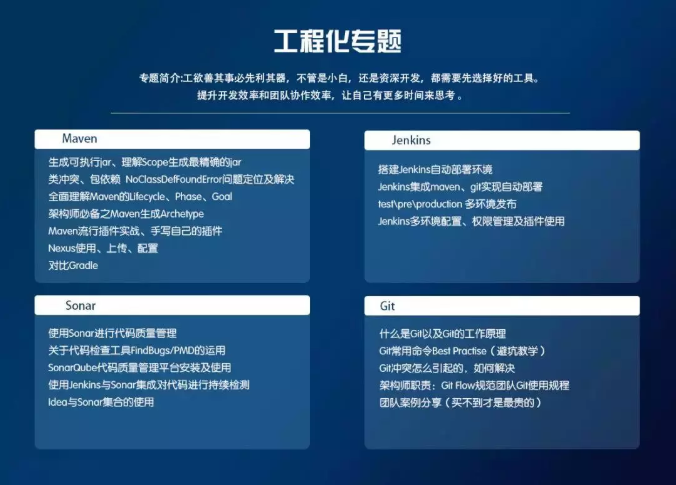 工程化专题
专题简介:工欲善其事必先利其器，不管是小白，还是资深开发，都需要先选择好的工具。
提升开发效率和团队协作效率，让自己有更多时间来思考 。
Maven
生成可执行jar、理解Scope生成最精确的jar
类冲突、包依赖 NoClassDefFoundError问题定位及解决
全面理解Maven的Lifecycle、Phase、Goal
架构师必备之Maven生成Archetype
Maven流行插件实战、手写自己的插件
Nexus使用、上传、配置
对比Gradle
Jenkins
搭建Jenkins自动部署环境
Jenkins集成maven、git实现自动部署
test\pre\production 多环境发布
Jenkins多环境配置、权限管理及插件使用
Sonar
使用Sonar进行代码质量管理
关于代码检查工具FindBugs/PMD的运用
SonarQube代码质量管理平台安装及使用
使用Jenkins与Sonar集成对代码进行持续检测
Idea与Sonar集合的使用
Git
什么是Git以及Git的工作原理
Git常用命令Best Practise（避坑教学）
Git冲突怎么引起的，如何解决
架构师职责：Git Flow规范团队Git使用规程
团队案例分享（买不到才是最贵的）